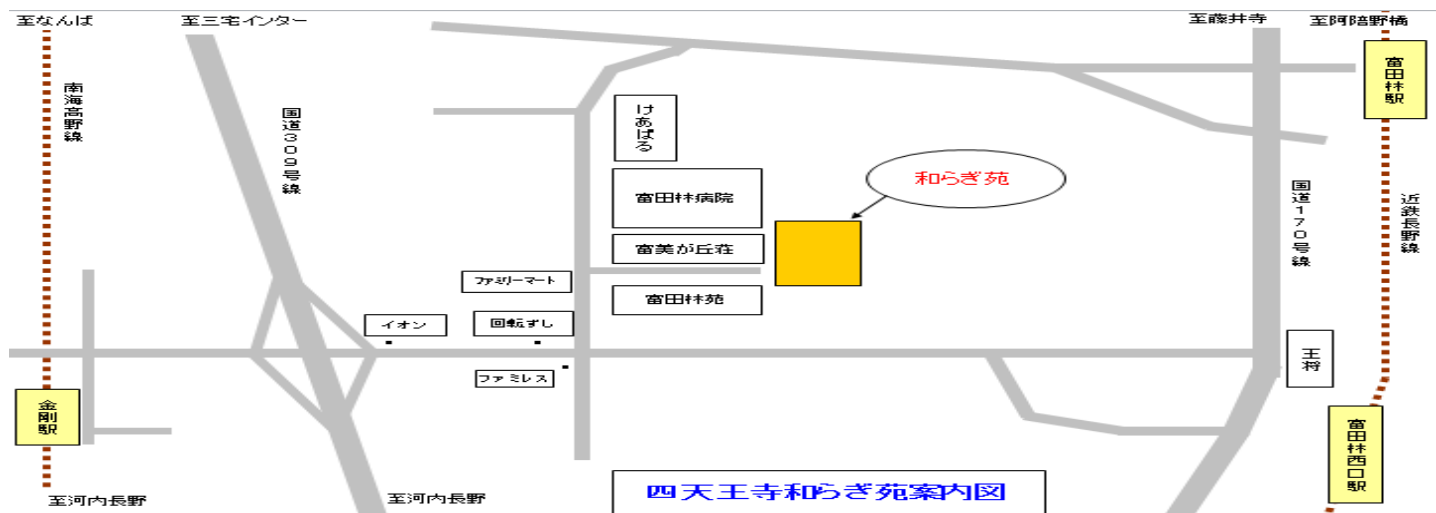 至なんば
至三宅インター
至藤井寺
至阿陪野橋
富田林駅
南海高野線
国道309号線
けあぱる
富田林病院
和らぎ苑
国道170号線
近鉄長野線
富美が丘荘
ファミリーマート
富田林苑
イオン
回転ずし
ファミレス
王将
金剛駅
富田林西口駅
至河内長野
至河内長野
四天王寺和らぎ苑案内図